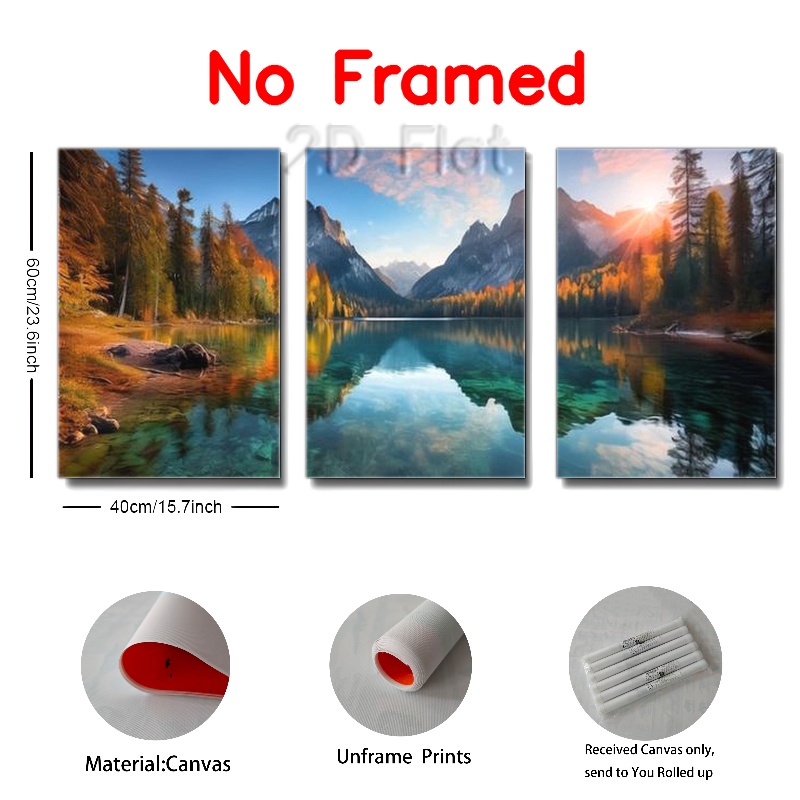 No Framed
2D Flat
60cm/23.6inch
40cm/15.7inch
Material:Canvas
Unframe Prints
Received Canvas only,
send to You Rolled up